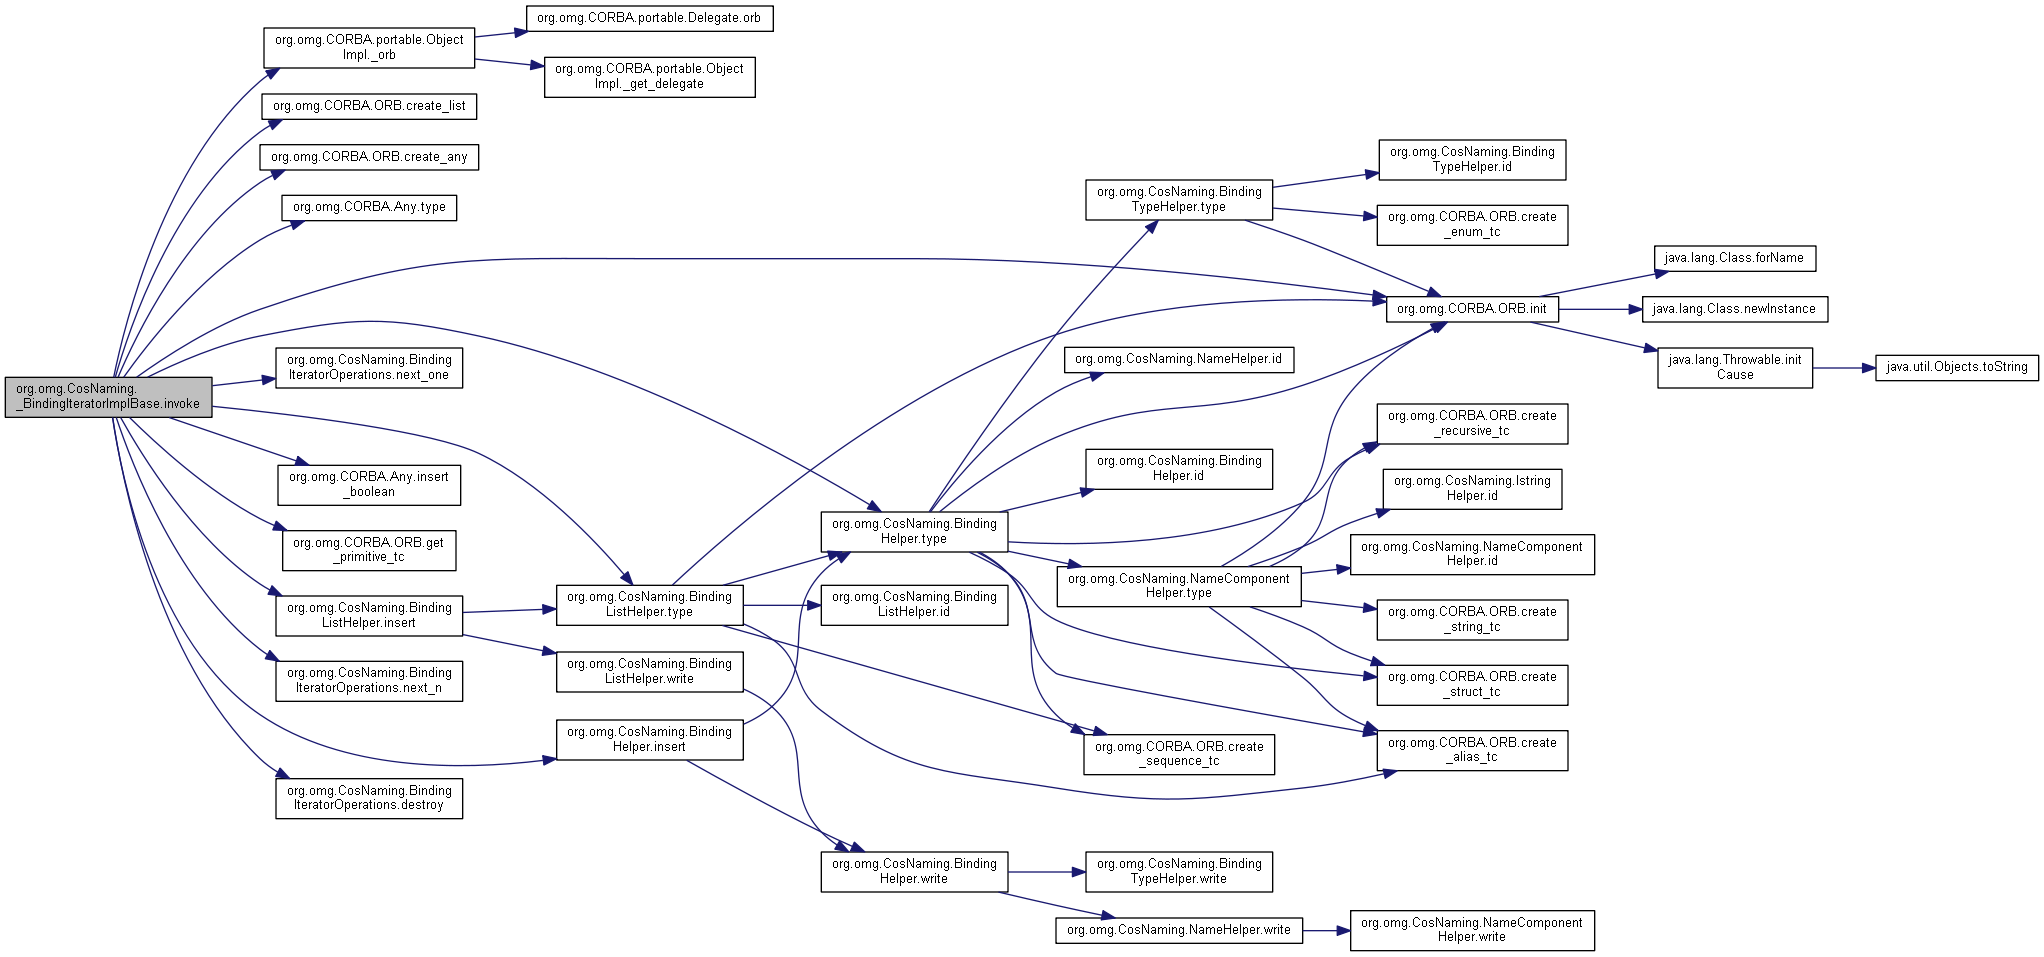 org.omg.CosNaming.
_BindingIteratorImplBase.invoke
org.omg.CORBA.portable.Object
Impl._orb
org.omg.CORBA.portable.Delegate.orb
org.omg.CORBA.portable.Object
Impl._get_delegate
org.omg.CORBA.ORB.create_list
org.omg.CORBA.ORB.create_any
org.omg.CORBA.Any.type
org.omg.CosNaming.Binding
IteratorOperations.next_one
org.omg.CORBA.Any.insert
_boolean
org.omg.CORBA.ORB.get
_primitive_tc
org.omg.CosNaming.Binding
ListHelper.insert
org.omg.CosNaming.Binding
IteratorOperations.next_n
org.omg.CosNaming.Binding
IteratorOperations.destroy
org.omg.CosNaming.Binding
ListHelper.type
org.omg.CosNaming.Binding
ListHelper.write
org.omg.CosNaming.Binding
Helper.insert
org.omg.CosNaming.Binding
Helper.type
org.omg.CosNaming.Binding
ListHelper.id
org.omg.CosNaming.Binding
Helper.write
org.omg.CosNaming.Binding
TypeHelper.type
org.omg.CosNaming.NameHelper.id
org.omg.CosNaming.Binding
Helper.id
org.omg.CosNaming.NameComponent
Helper.type
org.omg.CORBA.ORB.create
_sequence_tc
org.omg.CosNaming.Binding
TypeHelper.write
org.omg.CosNaming.NameHelper.write
org.omg.CosNaming.Binding
TypeHelper.id
org.omg.CORBA.ORB.create
_enum_tc
org.omg.CORBA.ORB.init
org.omg.CORBA.ORB.create
_recursive_tc
org.omg.CosNaming.Istring
Helper.id
org.omg.CosNaming.NameComponent
Helper.id
org.omg.CORBA.ORB.create
_string_tc
org.omg.CORBA.ORB.create
_struct_tc
org.omg.CORBA.ORB.create
_alias_tc
org.omg.CosNaming.NameComponent
Helper.write
java.lang.Class.forName
java.lang.Class.newInstance
java.lang.Throwable.init
Cause
java.util.Objects.toString